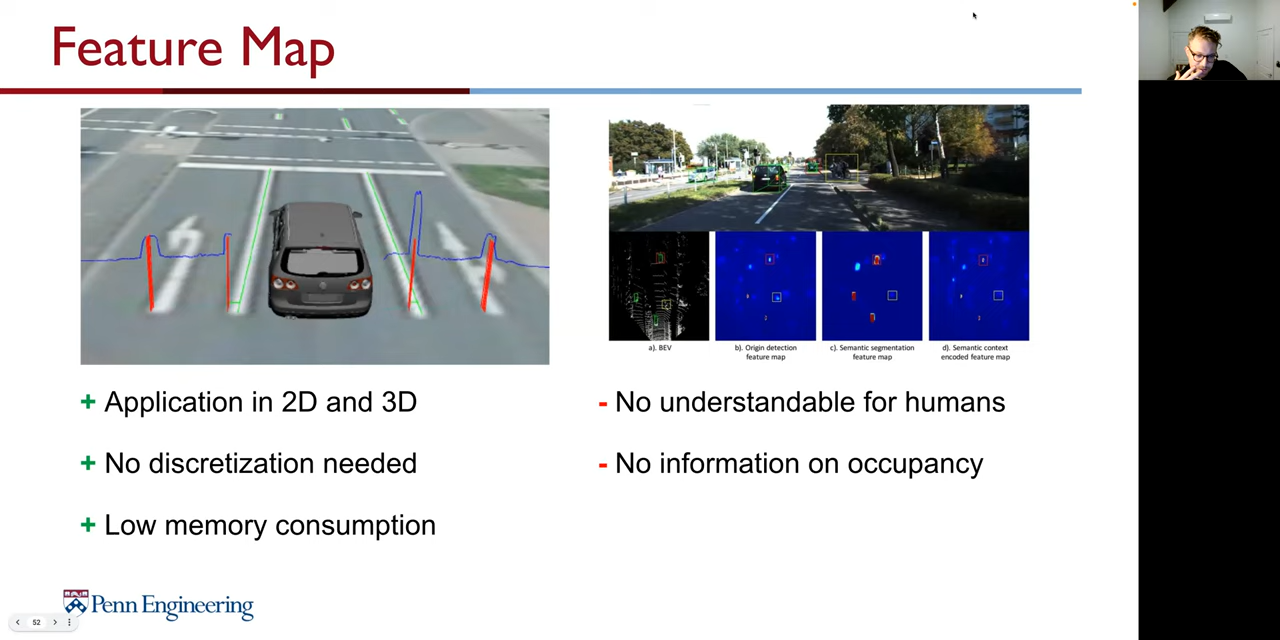 Feature Map
a). BEV
b). Origin detection
feature map
c). Semantic segmentation
feature map
d). Semantic context
encoded feature map
+ Application in 2D and 3D
+ No discretization needed
+ Low memory consumption
- No understandable for humans
- No information on occupancy
Penn Engineering
52